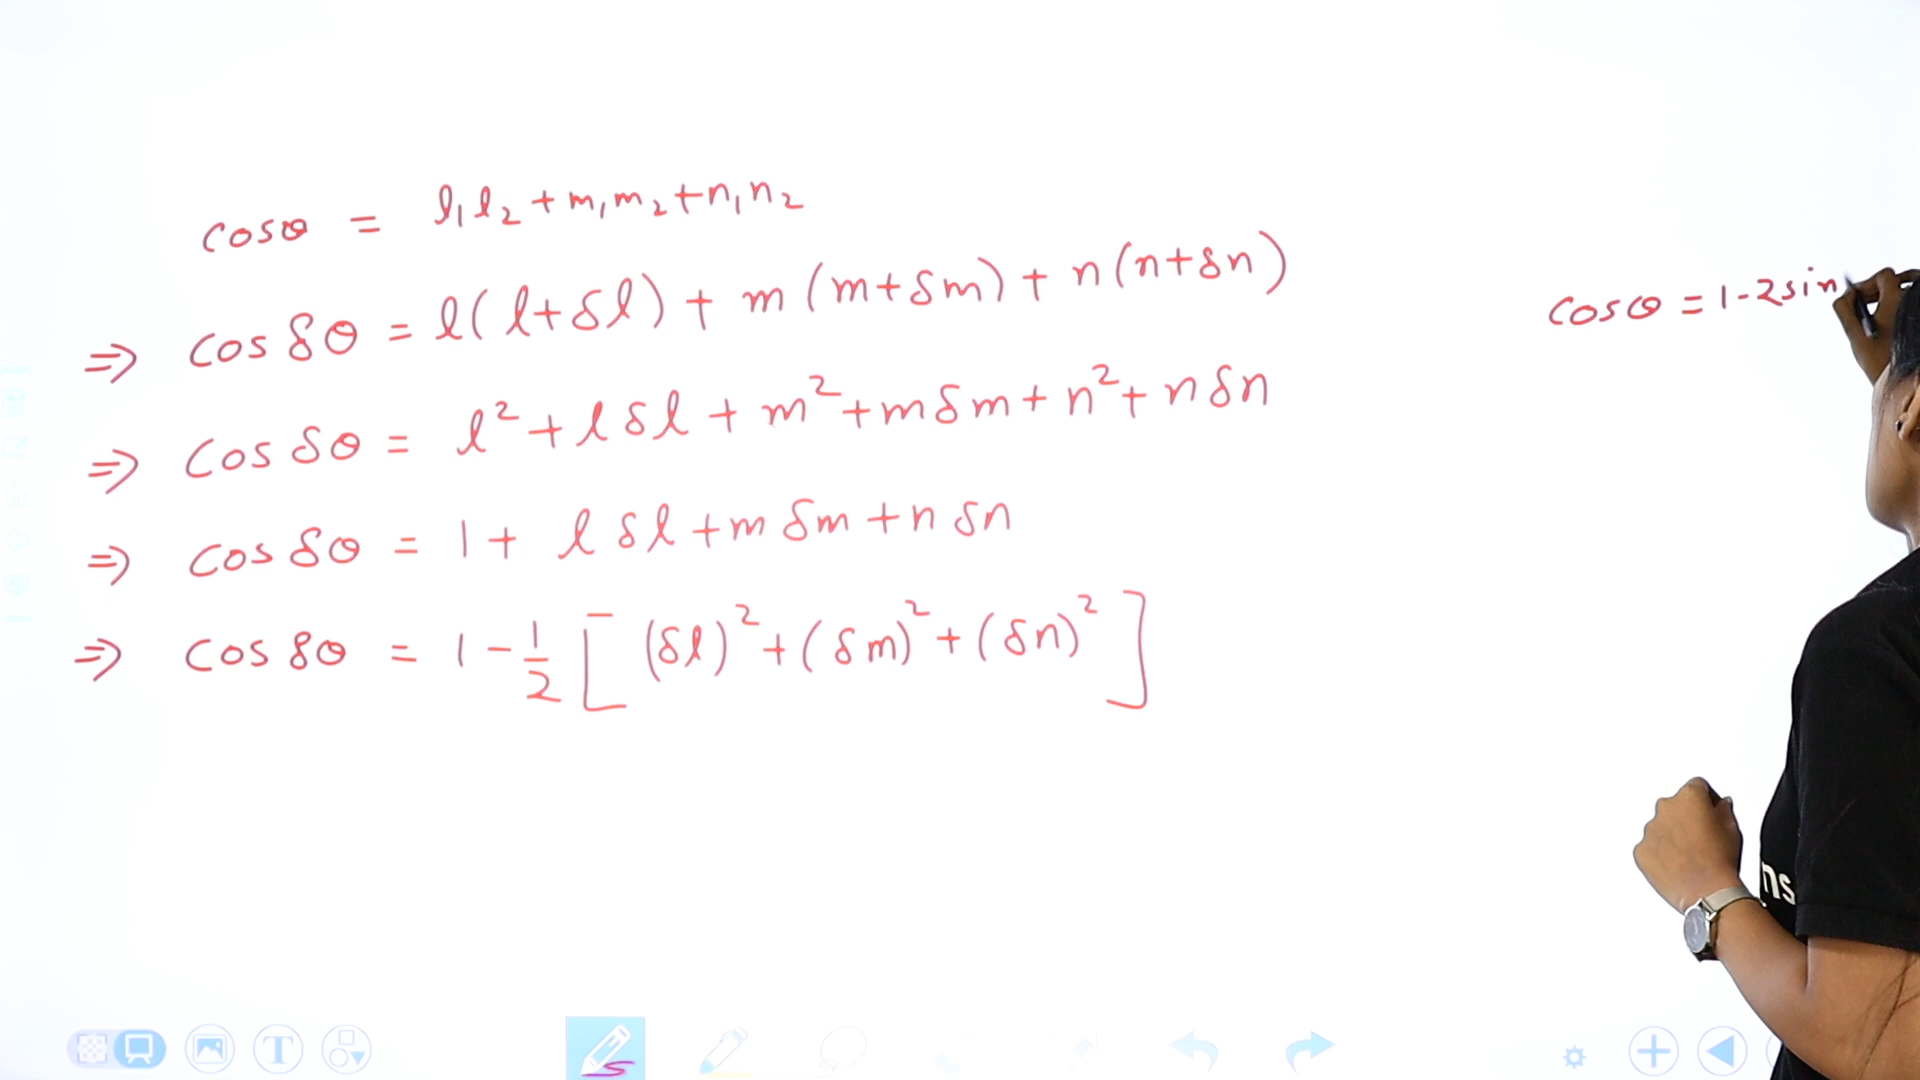 cosθ = l₁l₂+m₁m₂+n₁n₂
⇒ cos δθ = l(l+δl)+ m(m+δm)+ n(n+δn)
⇒ cos δθ = l²+lδl+m²+mδm+n²+nδn
⇒ cos δθ = 1+ lδl+mδm+nδn
⇒ cos δθ = 1-1/2[(δl)²+(δm)²+(δn)²]
cosθ = 1-2sin
ns
T